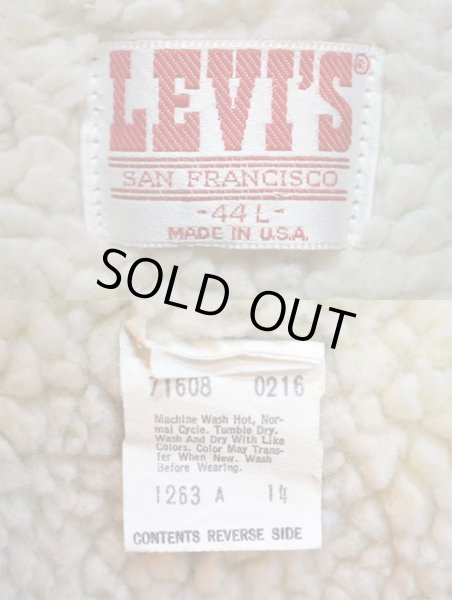 LEVI'S®
SAN FRANCISCO
-44 L-
MADE IN U.S.A.
SOLD OUT
71608 0216
Machine Wash Hot, Nor-
mal Cycle. Tumble Dry.
Wash And Dry With Like
Colors. Color May Trans-
fer When New. Wash
Before Wearing.
1263 A 14
CONTENTS REVERSE SIDE